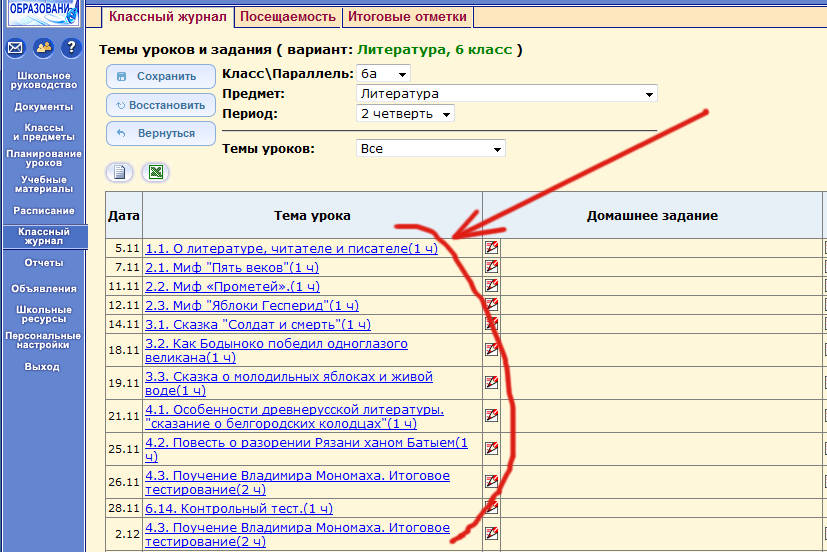 ОБРАЗОВАНИ
Классный журнал Посещаемость Итоговые отметки
Темы уроков и задания ( вариант: Литература, 6 класс )
Сохранить
Восстановить
Вернуться
Класс\Параллель: 6а
Предмет: Литература
Период: 2 четверть
Темы уроков: Все
?
Школьное
руководство
Документы
Классы
и предметы
Планирование
уроков
Учебные
материалы
Расписание
Классный
журнал
Отчеты
Объявления
Школьные
ресурсы
Персональные
настройки
Выход
Дата Тема урока Домашнее задание
5.11 1.1. О литературе, читателе и писателе(1 ч)
7.11 2.1. Миф "Пять веков"(1 ч)
11.11 2.2. Миф «Прометей».(1 ч)
12.11 2.3. Миф "Яблоки Гесперид"(1 ч)
14.11 3.1. Сказка "Солдат и смерть"(1 ч)
18.11 3.2. Как Бодыноко победил одноглазого
великана(1 ч)
19.11 3.3. Сказка о молодильных яблоках и живой
воде(1 ч)
21.11 4.1. Особенности древнерусской литературы.
"сказание о белгородских колодцах"(1 ч)
25.11 4.2. Повесть о разорении Рязани ханом Батыем(1
ч)
26.11 4.3. Поучение Владимира Мономаха. Итоговое
тестирование(2 ч)
28.11 6.14. Контрольный тест.(1 ч)
2.12 4.3. Поучение Владимира Мономаха. Итоговое
тестирование(2 ч)